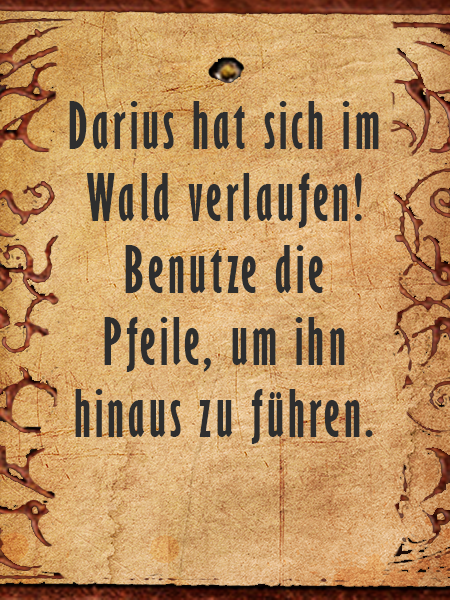 Darius hat sich im
Wald verlaufen!
Benutze die
Pfeile, um ihn
hinaus zu führen.